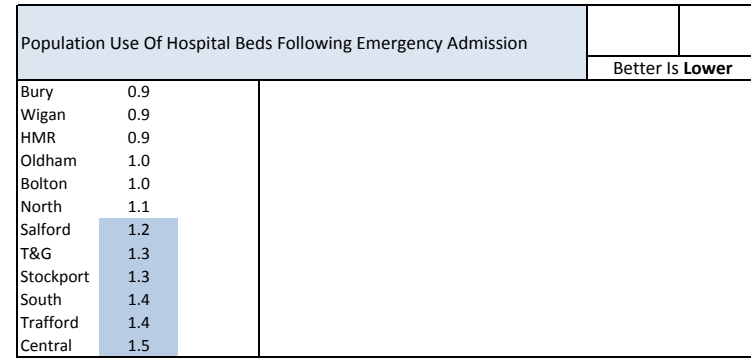 Population Use Of Hospital Beds Following Emergency Admission
Better Is Lower
Bury 0.9
Wigan 0.9
HMR 0.9
Oldham 1.0
Bolton 1.0
North 1.1
Salford 1.2
T&G 1.3
Stockport 1.3
South 1.4
Trafford 1.4
Central 1.5